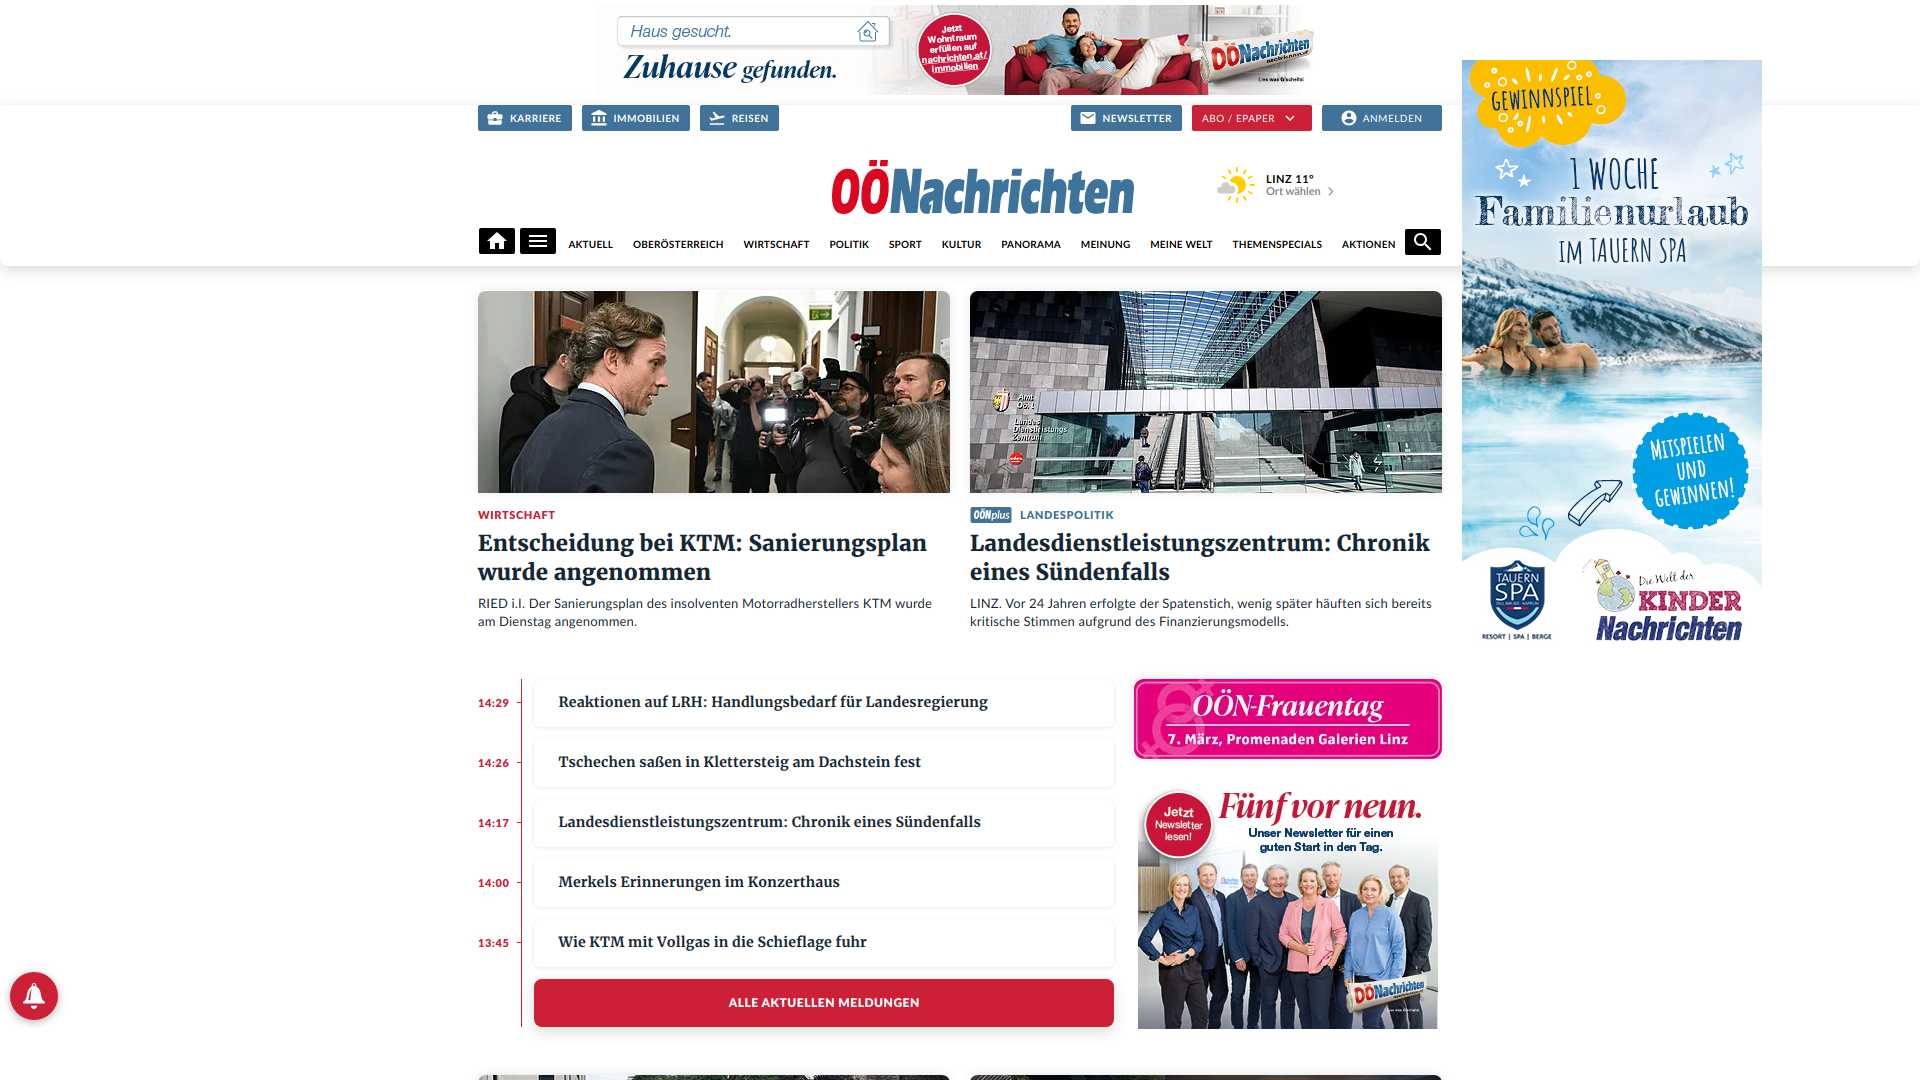 Haus gesucht.
Zuhause gefunden.
Jetzt
Wohntraum
erfüllen auf
nachrichten.at/
immobilien
OÖNachrichten
KARRIERE
IMMOBILIEN
REISEN
NEWSLETTER
ABO / EPAPER
ANMELDEN
OÖNachrichten
LINZ 11°
Ort wählen
AKTUELL
OBERÖSTERREICH
WIRTSCHAFT
POLITIK
SPORT
KULTUR
PANORAMA
MEINUNG
MEINE WELT
THEMENSPECIALS
AKTIONEN
GEWINNSPIEL
1 WOCHE
Familienurlaub
IM TAUERN SPA
MITSPIELEN
UND
GEWINNEN!
TAUERN
SPA
RESORT | SPA | BERGE
Die Welt der
KINDER
Nachrichten
Amt
Landes
Dienstleistungs
Zentrum
WIRTSCHAFT
Entscheidung bei KTM: Sanierungsplan
wurde angenommen
RIED i.I. Der Sanierungsplan des insolventen Motorradherstellers KTM wurde
am Dienstag angenommen.
OÖNplus LANDESPOLITIK
Landesdienstleistungszentrum: Chronik
eines Sündenfalls
LINZ. Vor 24 Jahren erfolgte der Spatenstich, wenig später häuften sich bereits
kritische Stimmen aufgrund des Finanzierungsmodells.
14:29 Reaktionen auf LRH: Handlungsbedarf für Landesregierung
14:26 Tschechen saßen in Klettersteig am Dachstein fest
14:17 Landesdienstleistungszentrum: Chronik eines Sündenfalls
14:00 Merkels Erinnerungen im Konzerthaus
13:45 Wie KTM mit Vollgas in die Schieflage fuhr
ALLE AKTUELLEN MELDUNGEN
OÖN-Frauentag
7. März, Promenaden Galerien Linz
Jetzt
Newsletter
lesen!
Fünf vor neun.
Unser Newsletter für einen
guten Start in den Tag.
OÖNachrichten